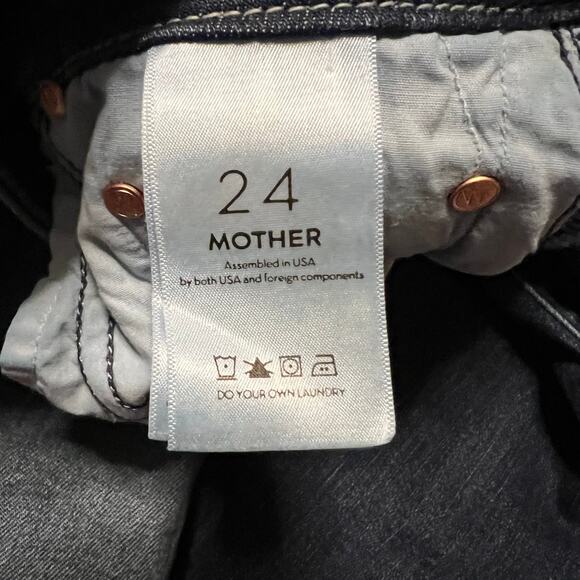 24
MOTHER
Assembled in USA
by both USA and foreign components
DO YOUR OWN LAUNDRY